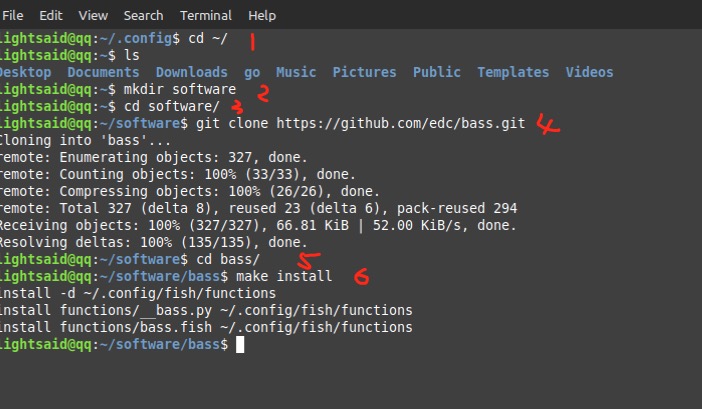 File Edit View Search Terminal Help
lightsaid@qq:~/.config$ cd ~/ 1
lightsaid@qq:~$ ls
Desktop Documents Downloads go Music Pictures Public Templates Videos
lightsaid@qq:~$ mkdir software 2
lightsaid@qq:~$ cd software/ 3
lightsaid@qq:~/software$ git clone https://github.com/edc/bass.git 4
Cloning into 'bass'...
remote: Enumerating objects: 327, done.
remote: Counting objects: 100% (33/33), done.
remote: Compressing objects: 100% (26/26), done.
remote: Total 327 (delta 8), reused 23 (delta 6), pack-reused 294
Receiving objects: 100% (327/327), 66.81 KiB | 52.00 KiB/s, done.
Resolving deltas: 100% (135/135), done.
lightsaid@qq:~/software$ cd bass/ 5
lightsaid@qq:~/software/bass$ make install 6
install -d ~/.config/fish/functions
install functions/__bass.py ~/.config/fish/functions
install functions/bass.fish ~/.config/fish/functions
lightsaid@qq:~/software/bass$